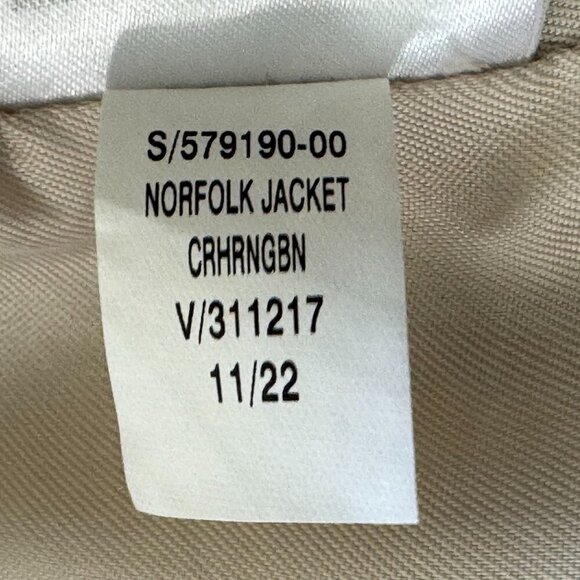 S/579190-00
NORFOLK JACKET
CRHRNGBN
V/311217
11/22